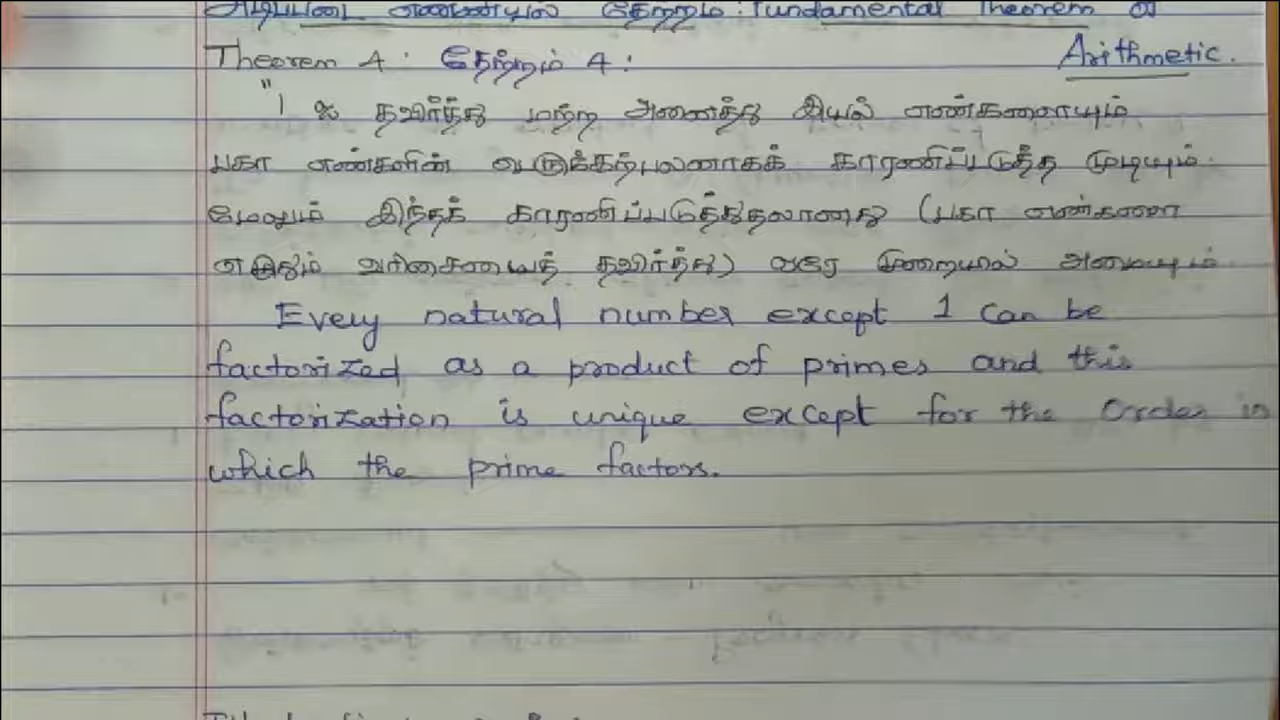 அடிப்படை எண்ணியல் தேற்றம் : Fundamental Theorem of
Theorem 4 : தேற்றம் 4 : Arithmetic.
"1 ஐ தவிர்த்து மற்ற அனைத்து இயல் எண்களையும்
பகா எண்களின் பெருக்கற்பலனாகக் காரணிப்படுத்த முடியும்.
மேலும் இந்தக் காரணிப்படுத்துதலானது (பகா எண்களை
எழுதும் வரிசையைத் தவிர்த்து) ஒரே முறையில் அமையும்.
Every natural number except 1 can be
factorized as a product of primes and this
factorization is unique except for the Order in
which the prime factors.